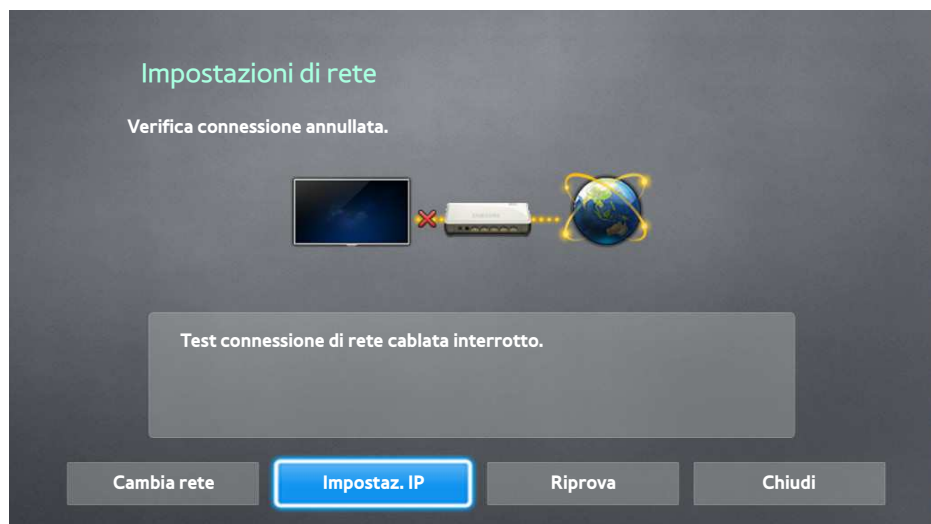 Impostazioni di rete
Verifica connessione annullata.
Test connessione di rete cablata interrotto.
Cambia rete
Impostaz. IP
Riprova
Chiudi